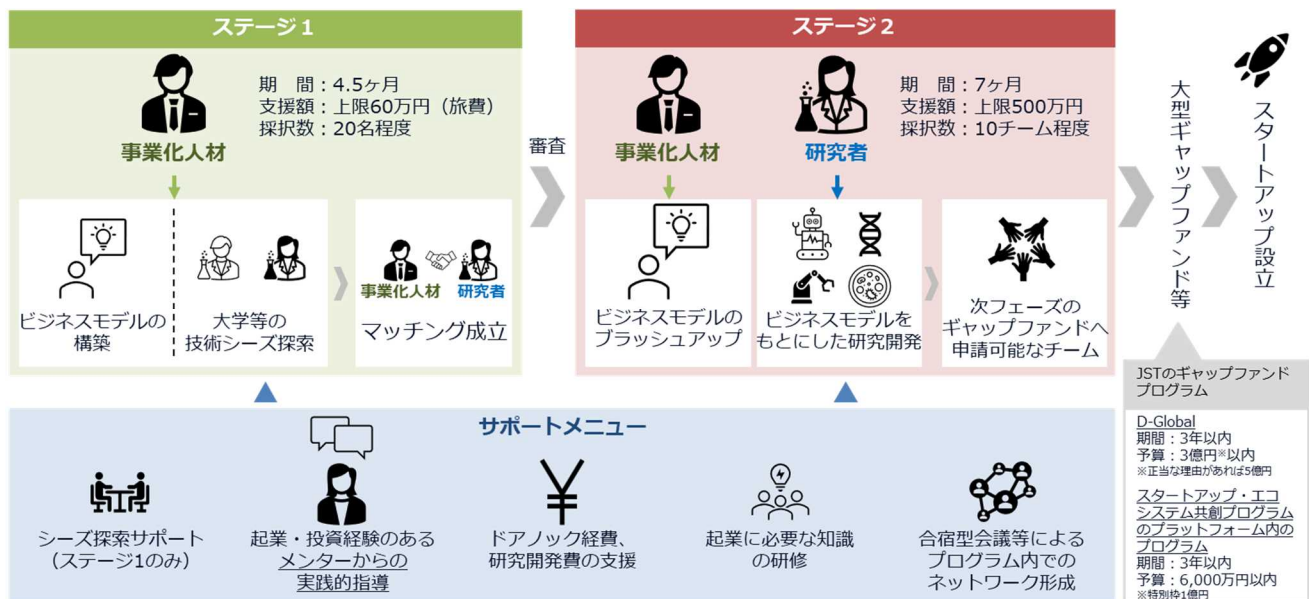 ステージ1
期　間：4.5ヶ月
支援額：上限60万円（旅費）
採択数：20名程度
事業化人材
ビジネスモデルの
構築
大学等の
技術シーズ探索
事業化人材
研究者
マッチング成立
審査
ステージ2
期　間：7ヶ月
支援額：上限500万円
採択数：10チーム程度
事業化人材
研究者
ビジネスモデルの
ブラッシュアップ
ビジネスモデルを
もとにした研究開発
次フェーズの
ギャップファンドへ
申請可能なチーム
大型ギャップファンド等
スタートアップ設立
JSTのギャップファンド
プログラム
D-Global
期間：3年以内
予算：3億円※以内
※正当な理由があれば5億円
スタートアップ・エコ
システム共創プログラム
のプラットフォーム内の
プログラム
期間：3年以内
予算：6,000万円以内
※特別枠1億円
サポートメニュー
シーズ探索サポート
（ステージ1のみ）
起業・投資経験のある
メンターからの
実践的指導
¥
ドアノック経費、
研究開発費の支援
起業に必要な知識
の研修
合宿型会議等による
プログラム内での
ネットワーク形成